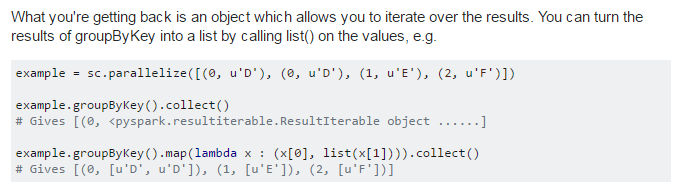 What you're getting back is an object which allows you to iterate over the results. You can turn the
results of groupByKey into a list by calling list() on the values, e.g.
example = sc.parallelize([(0, u'D'), (0, u'D'), (1, u'E'), (2, u'F')])
example.groupByKey().collect()
# Gives [(0, <pyspark.resultiterable.ResultIterable object ......]
example.groupByKey().map(lambda x : (x[0], list(x[1]))).collect()
# Gives [(0, [u'D', u'D']), (1, [u'E']), (2, [u'F'])]